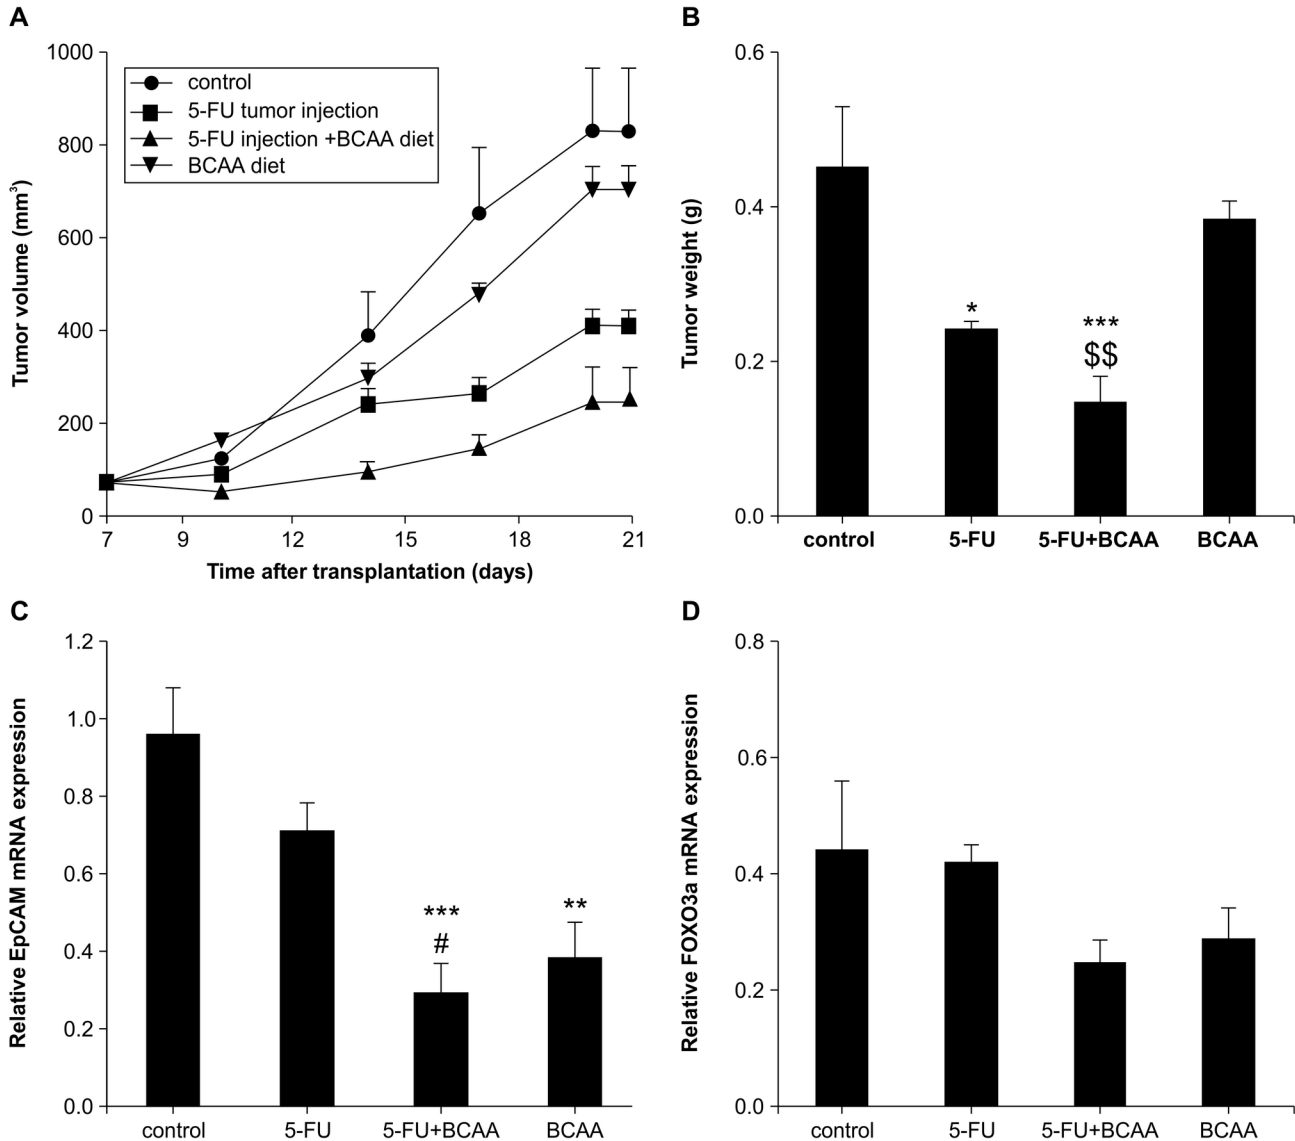 A
Tumor volume (mm³)
1000
800
600
400
200
0
control
5-FU tumor injection
5-FU injection +BCAA diet
BCAA diet
7 9 12 15 18 21
Time after transplantation (days)
B
Tumor weight (g)
0.6
0.4
0.2
0.0
*
***
$$
control 5-FU 5-FU+BCAA BCAA
C
Relative EpCAM mRNA expression
1.2
1.0
0.8
0.6
0.4
0.2
0.0
***
#
**
control 5-FU 5-FU+BCAA BCAA
D
Relative FOXO3a mRNA expression
0.8
0.6
0.4
0.2
0.0
control 5-FU 5-FU+BCAA BCAA